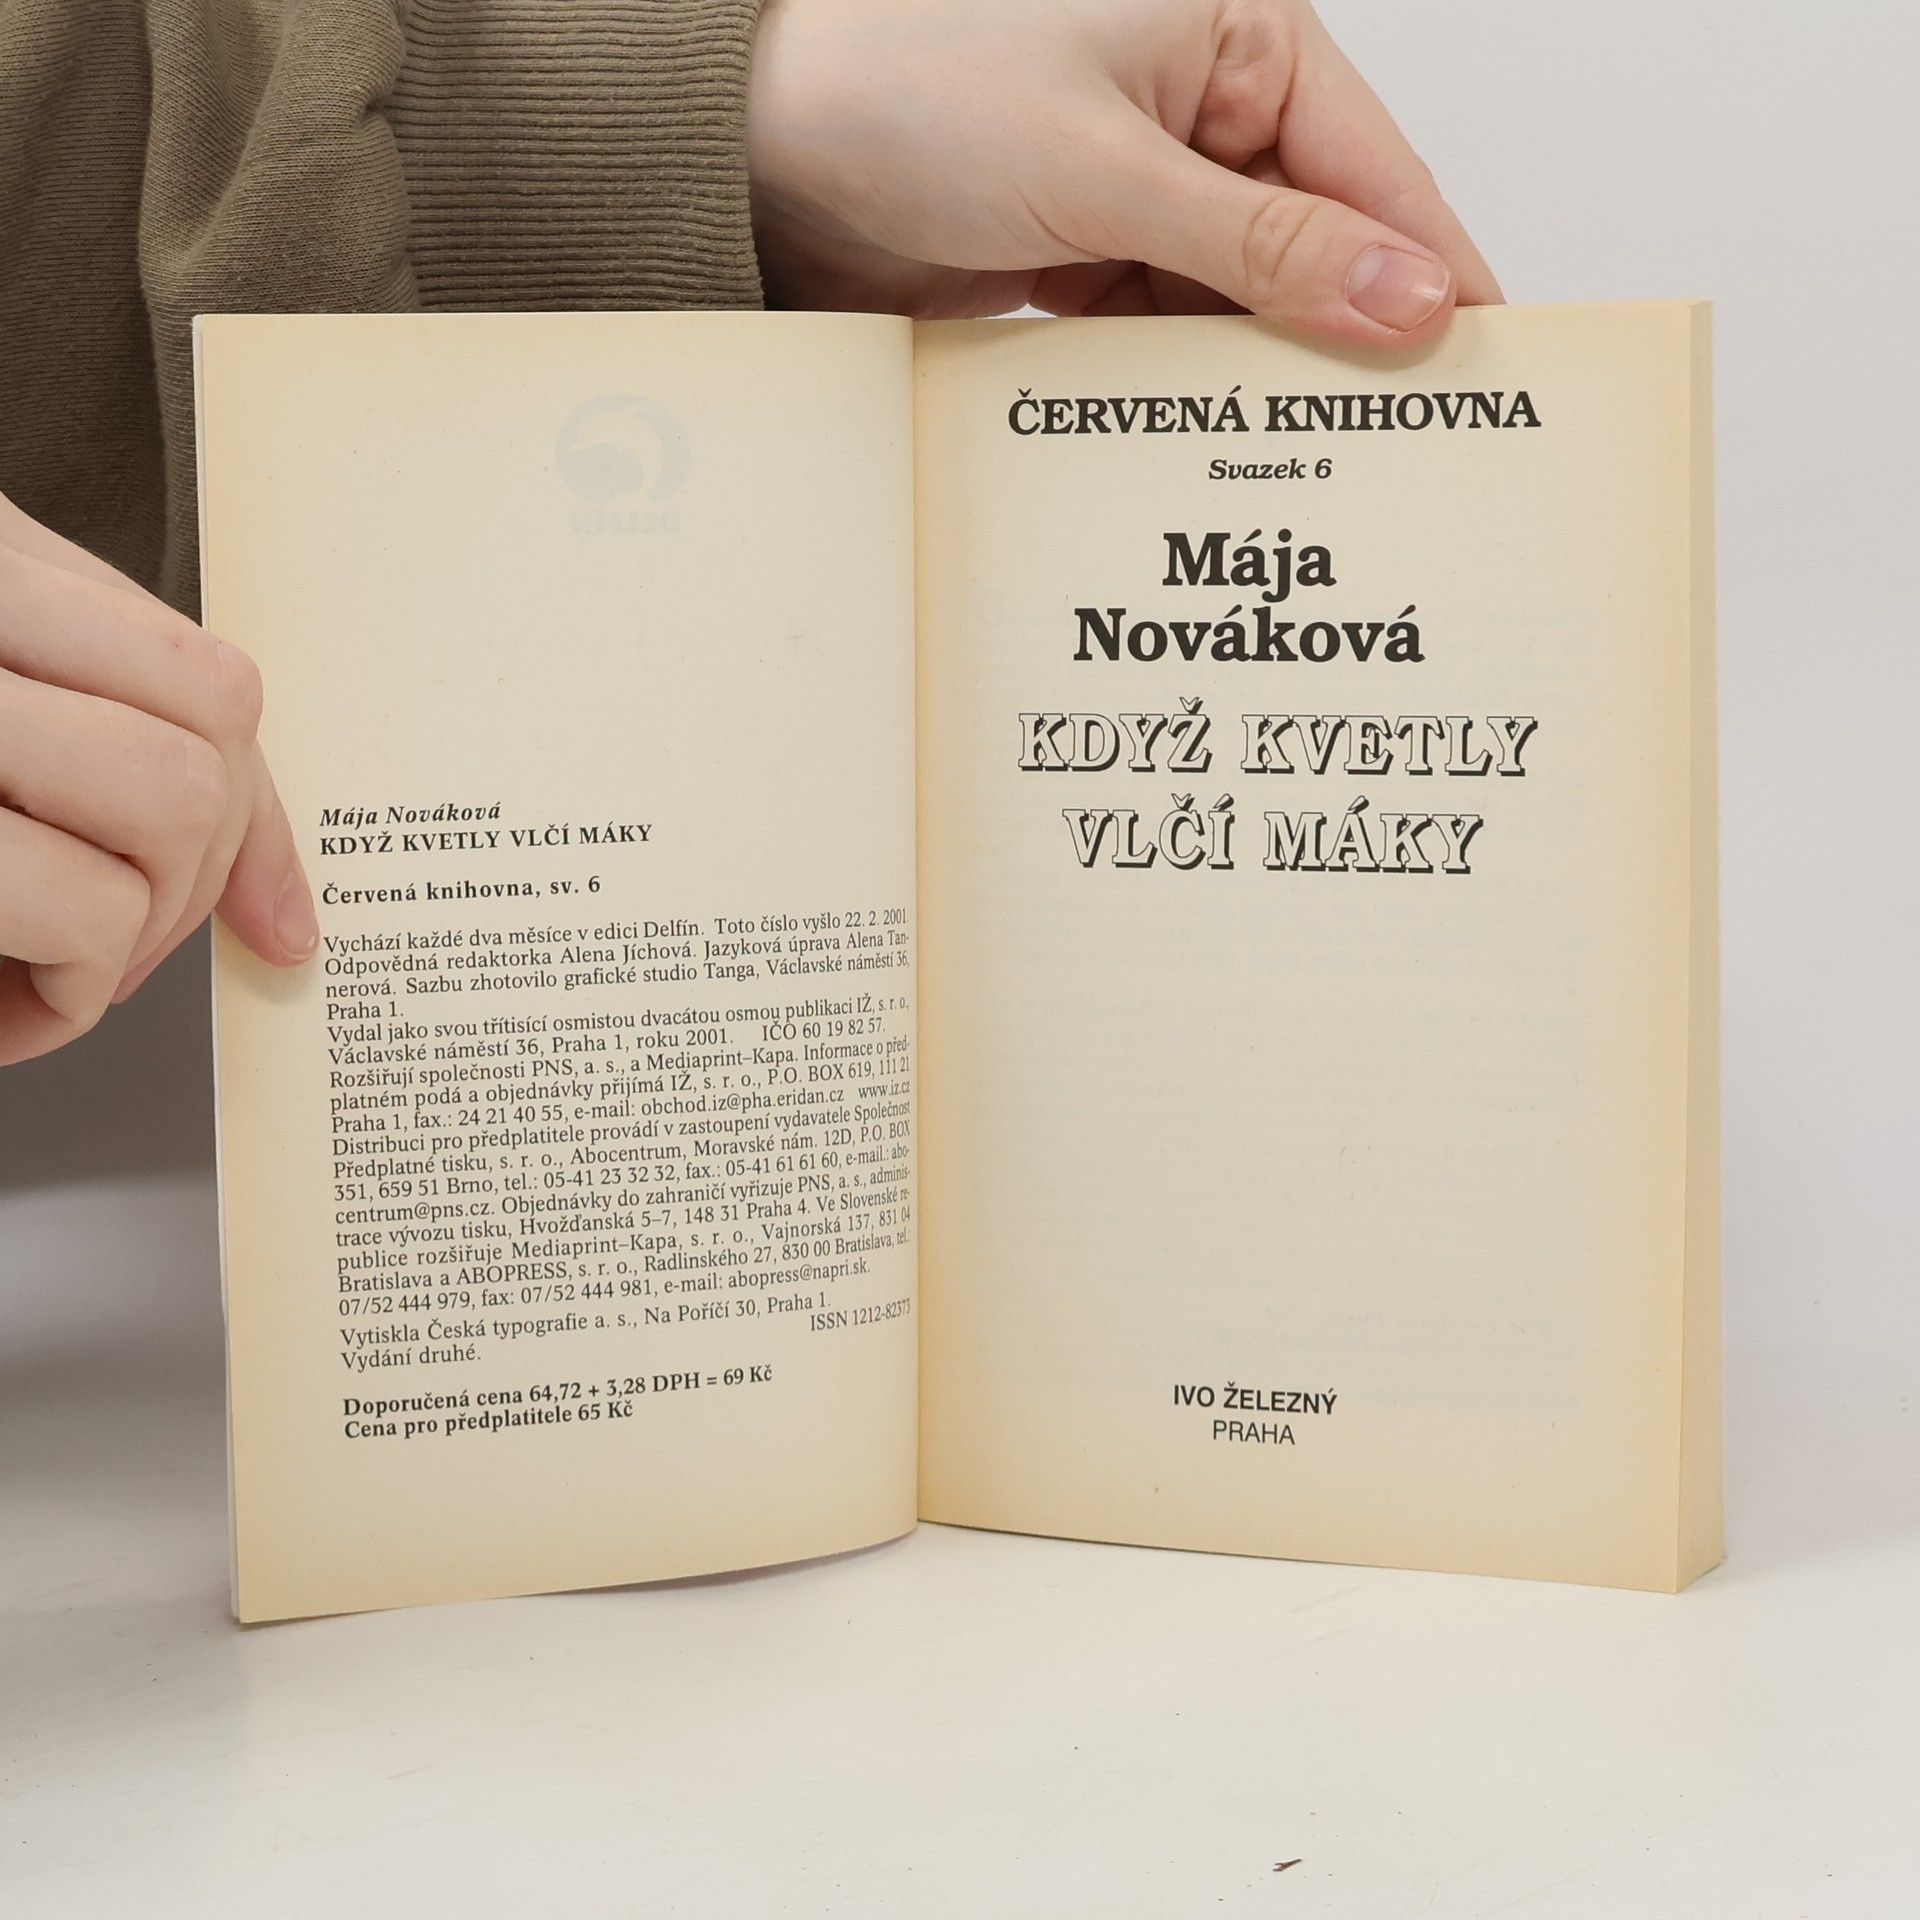 Mája Nováková
KDYŽ KVETLY VLČÍ MÁKY
Červená knihovna, sv. 6
Vychází každé dva měsíce v edici Delfín. Toto číslo vyšlo 22. 2. 2001.
Odpovědná redaktorka Alena Jíchová. Jazyková úprava Alena Tan-
nerová. Sazbu zhotovilo grafické studio Tanga, Václavské náměstí 36,
Praha 1.
Vydal jako svou třítisící osmistou dvacátou osmou publikaci IŽ, s. r. o.,
Václavské náměstí 36, Praha 1, roku 2001. IČO 60 19 82 57.
Rozšiřují společnosti PNS, a. s., a Mediaprint–Kapa. Informace o před-
platném podá a objednávky přijímá IŽ, s. r. o., P.O. BOX 619, 111 21
Praha 1, fax.: 24 21 40 55, e-mail: obchod.iz@pha.eridan.cz www.iz.cz
Distribuci pro předplatitele provádí v zastoupení vydavatele Společnost
Předplatné tisku, s. r. o., Abocentrum, Moravské nám. 12D, P.O. BOX
351, 659 51 Brno, tel.: 05-41 23 32 32, fax.: 05-41 61 61 60, e-mail.: abo-
centrum@pns.cz. Objednávky do zahraničí vyřizuje PNS, a. s., adminis-
trace vývozu tisku, Hvožďanská 5–7, 148 31 Praha 4. Ve Slovenské re-
publice rozšiřuje Mediaprint–Kapa, s. r. o., Vajnorská 137, 831 04
Bratislava a ABOPRESS, s. r. o., Radlinského 27, 830 00 Bratislava, tel.:
07/52 444 979, fax: 07/52 444 981, e-mail: abopress@napri.sk.
Vytiskla Česká typografie a. s., Na Poříčí 30, Praha 1.
ISSN 1212-82373
Vydání druhé.
Doporučená cena 64,72 + 3,28 DPH = 69 Kč
Cena pro předplatitele 65 Kč
ČERVENÁ KNIHOVNA
Svazek 6
Mája
Nováková
KDYŽ KVETLY
VLČÍ MÁKY
IVO ŽELEZNÝ
PRAHA